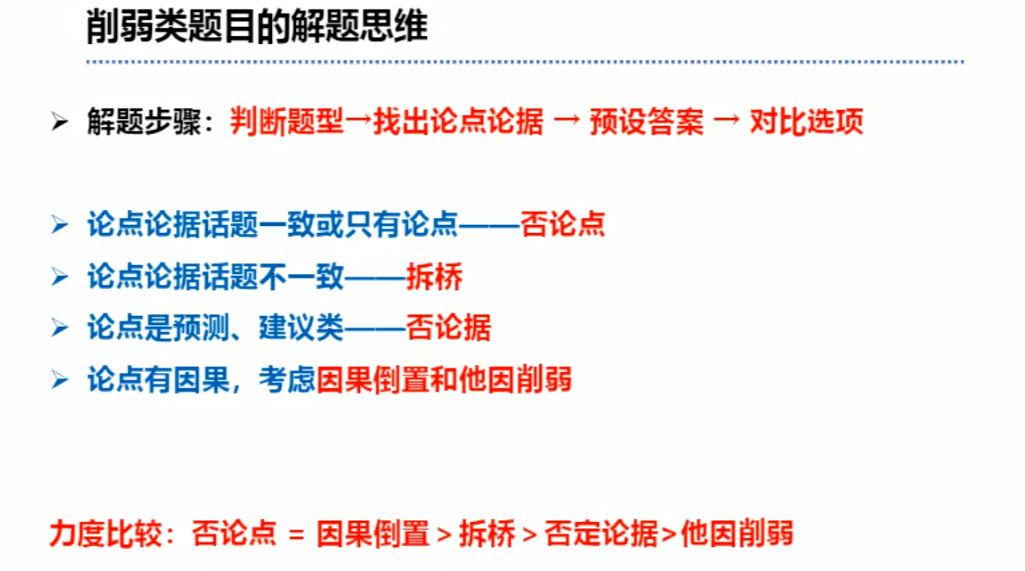 削弱类题目的解题思维
解题步骤：判断题型→找出论点论据 → 预设答案 → 对比选项
论点论据话题一致或只有论点——否论点
论点论据话题不一致——拆桥
论点是预测、建议类——否论据
论点有因果，考虑因果倒置和他因削弱
力度比较：否论点 = 因果倒置 > 拆桥 > 否定论据>他因削弱